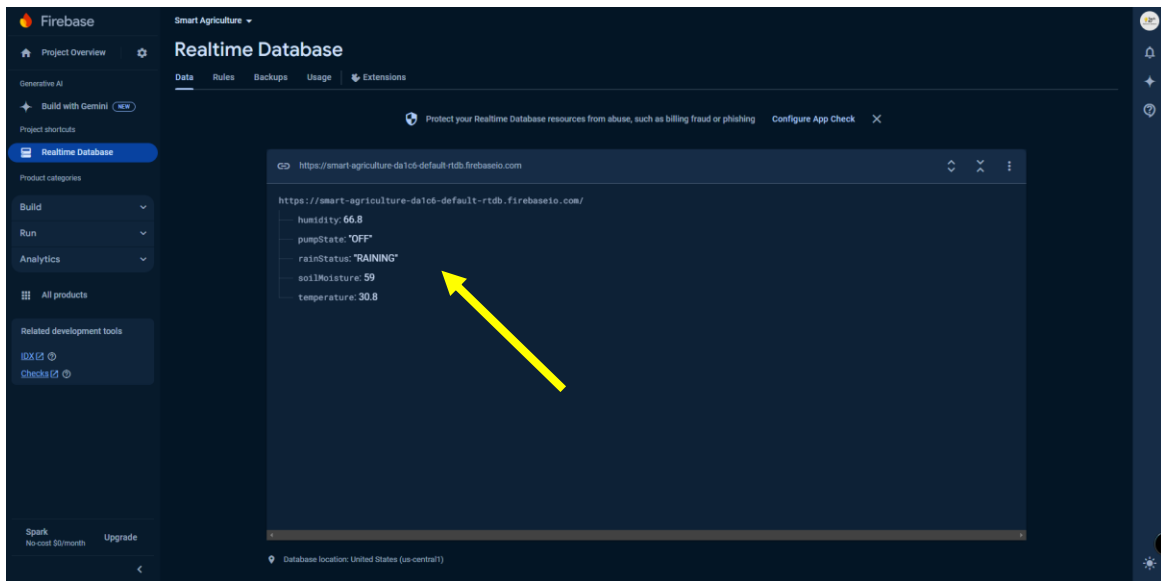 Firebase
Project Overview
Generative AI
Build with Gemini NEW
Project shortcuts
Realtime Database
Product categories
Build
Run
Analytics
All products
Related development tools
IDX
Checks
Spark
No-cost $0/month
Upgrade
Smart Agriculture
Realtime Database
Data Rules Backups Usage Extensions
Protect your Realtime Database resources from abuse, such as billing fraud or phishing Configure App Check
https://smart-agriculture-da1c6-default-rtdb.firebaseio.com
https://smart-agriculture-da1c6-default-rtdb.firebaseio.com/
humidity: 66.8
pumpState: "OFF"
rainStatus: "RAINING"
soilMoisture: 59
temperature: 30.8
Database location: United States (us-central1)